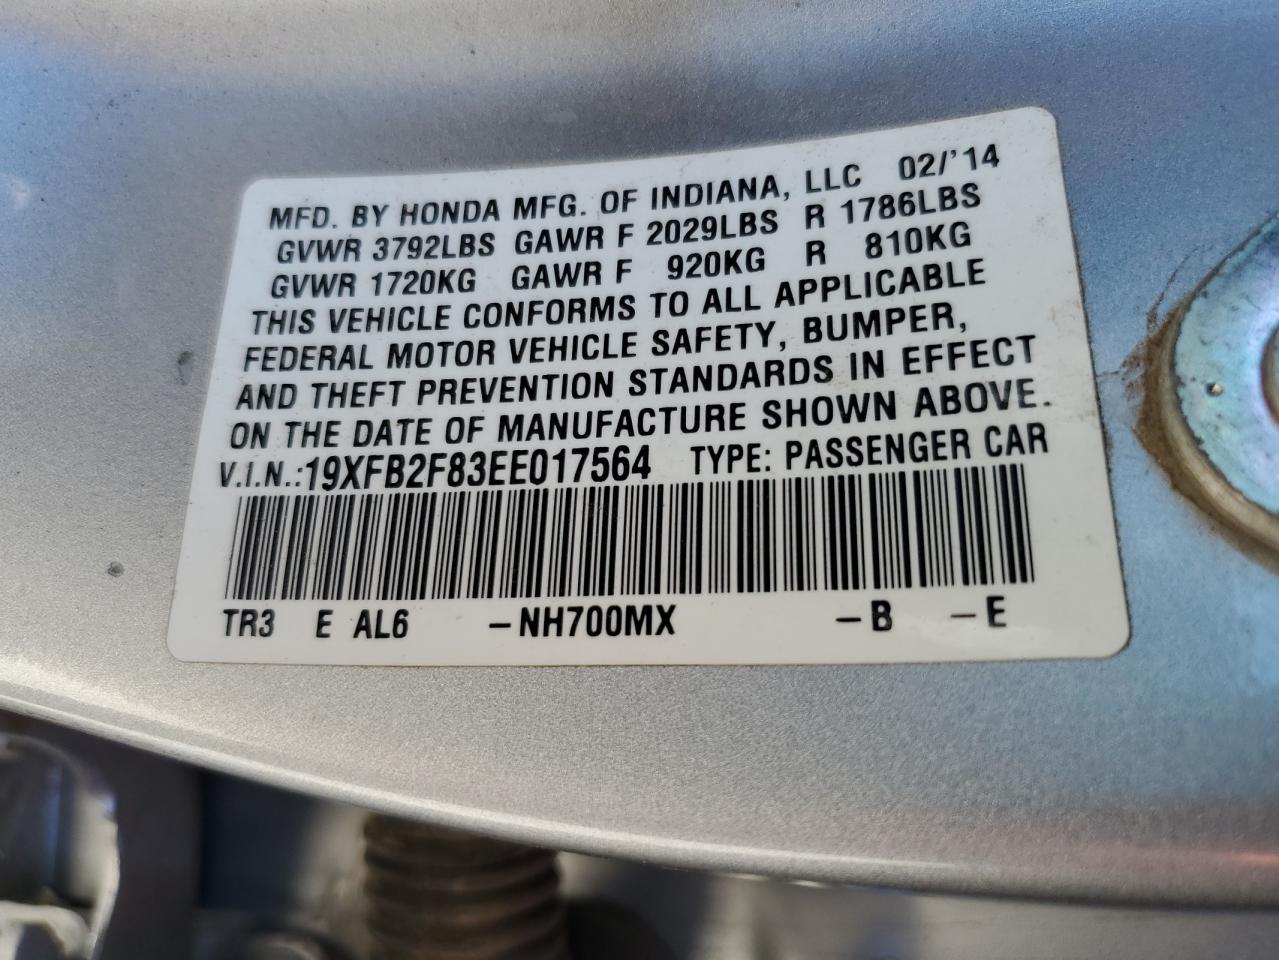 MFD. BY HONDA MFG. OF INDIANA, LLC 02/'14
GVWR 3792LBS GAWR F 2029LBS R 1786LBS
GVWR 1720KG GAWR F 920KG R 810KG
THIS VEHICLE CONFORMS TO ALL APPLICABLE
FEDERAL MOTOR VEHICLE SAFETY, BUMPER,
AND THEFT PREVENTION STANDARDS IN EFFECT
ON THE DATE OF MANUFACTURE SHOWN ABOVE.
V.I.N.:19XFB2F83EE017564 TYPE: PASSENGER CAR
TR3 E AL6 –NH700MX –B –E